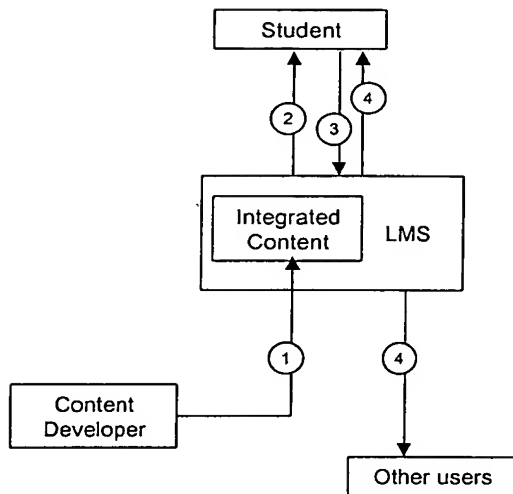 Student
2
3
4
Integrated
Content
LMS
1
4
Content
Developer
Other users